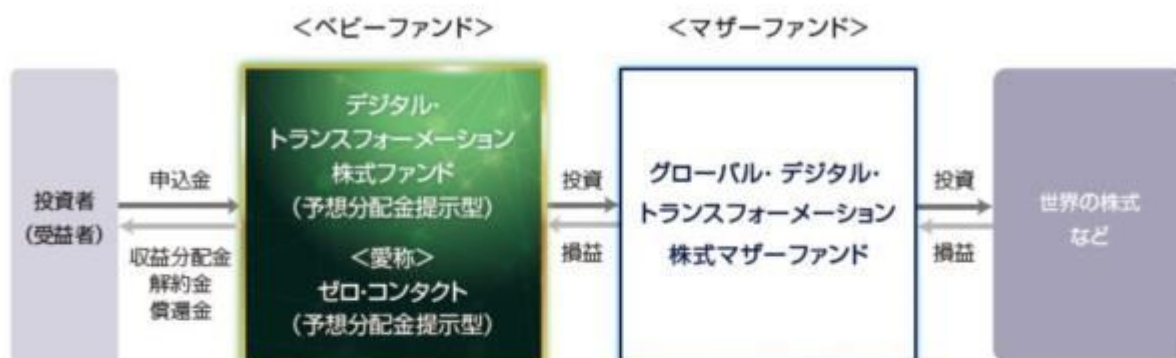 <ベビーファンド>
<マザーファンド>
投資者
(受益者)
申込金
収益分配金
解約金
償還金
デジタル・
トランスフォーメーション
株式ファンド
(予想分配金提示型)
<愛称>
ゼロ・コンタクト
(予想分配金提示型)
投資
損益
グローバル・デジタル・
トランスフォーメーション
株式マザーファンド
投資
損益
世界の株式
など